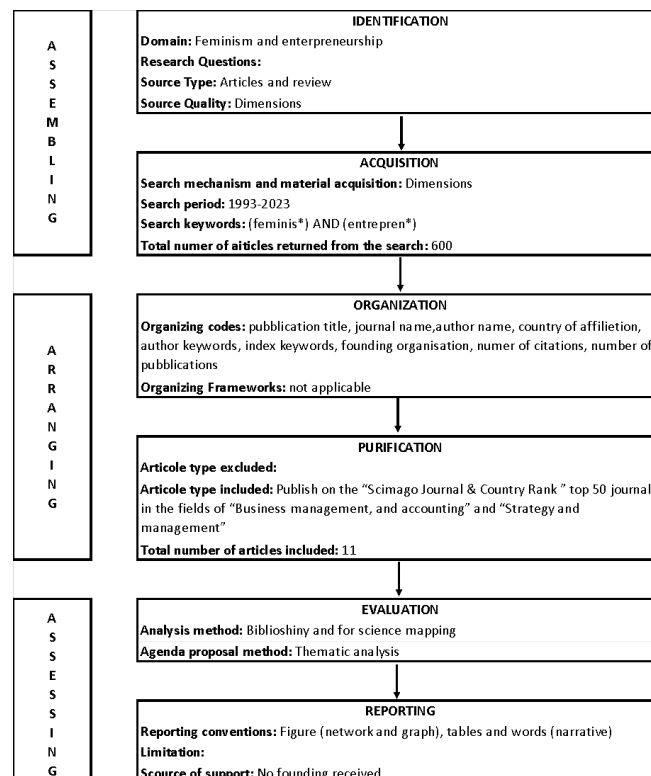 ASSEMBLING
IDENTIFICATION
Domain: Feminism and enterpreneurship
Research Questions:
Source Type: Articles and review
Source Quality: Dimensions
ACQUISITION
Search mechanism and material acquisition: Dimensions
Search period: 1993-2023
Search keywords: (feminis*) AND (entrepren*)
Total numer of aiticles returned from the search: 600
ARRANGING
ORGANIZATION
Organizing codes: pubblication title, journal name,author name, country of affilietion,
author keywords, index keywords, founding organisation, numer of citations, number of
pubblications
Organizing Frameworks: not applicable
PURIFICATION
Articole type excluded:
Articole type included: Publish on the “Scimago Journal & Country Rank ” top 50 journal
in the fields of “Business management, and accounting” and “Strategy and
management”
Total number of articles included: 11
ASSESSING
EVALUATION
Analysis method: Biblioshiny and for science mapping
Agenda proposal method: Thematic analysis
REPORTING
Reporting conventions: Figure (network and graph), tables and words (narrative)
Limitation:
Scource of support: No founding received